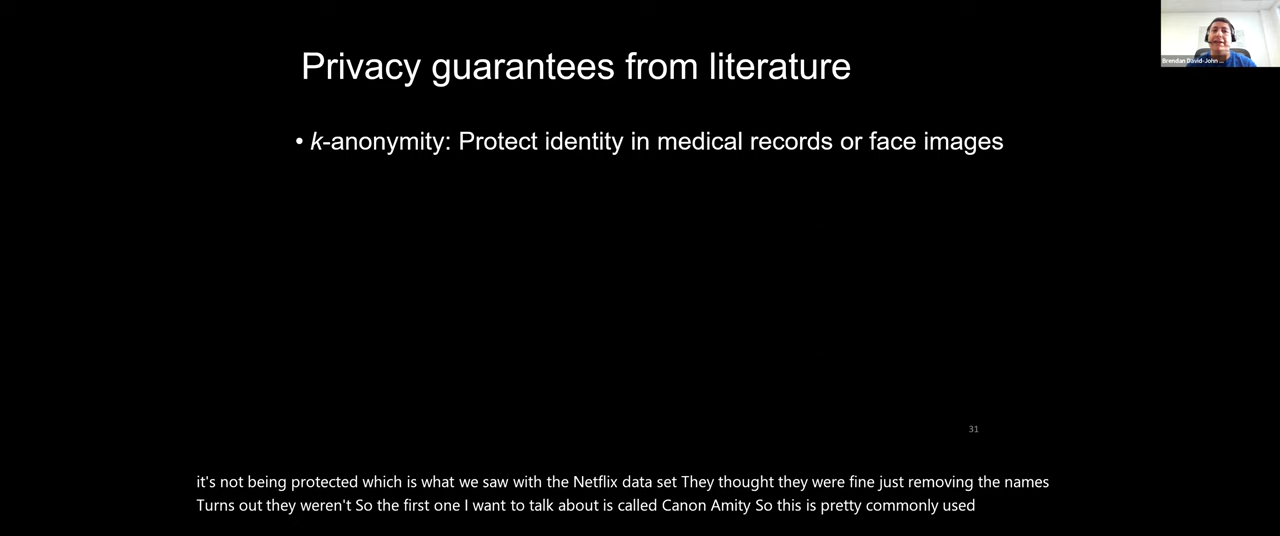 Privacy guarantees from literature
Brendan David-John ...
• k-anonymity: Protect identity in medical records or face images
31
it's not being protected which is what we saw with the Netflix data set They thought they were fine just removing the names
Turns out they weren't So the first one I want to talk about is called Canon Amity So this is pretty commonly used